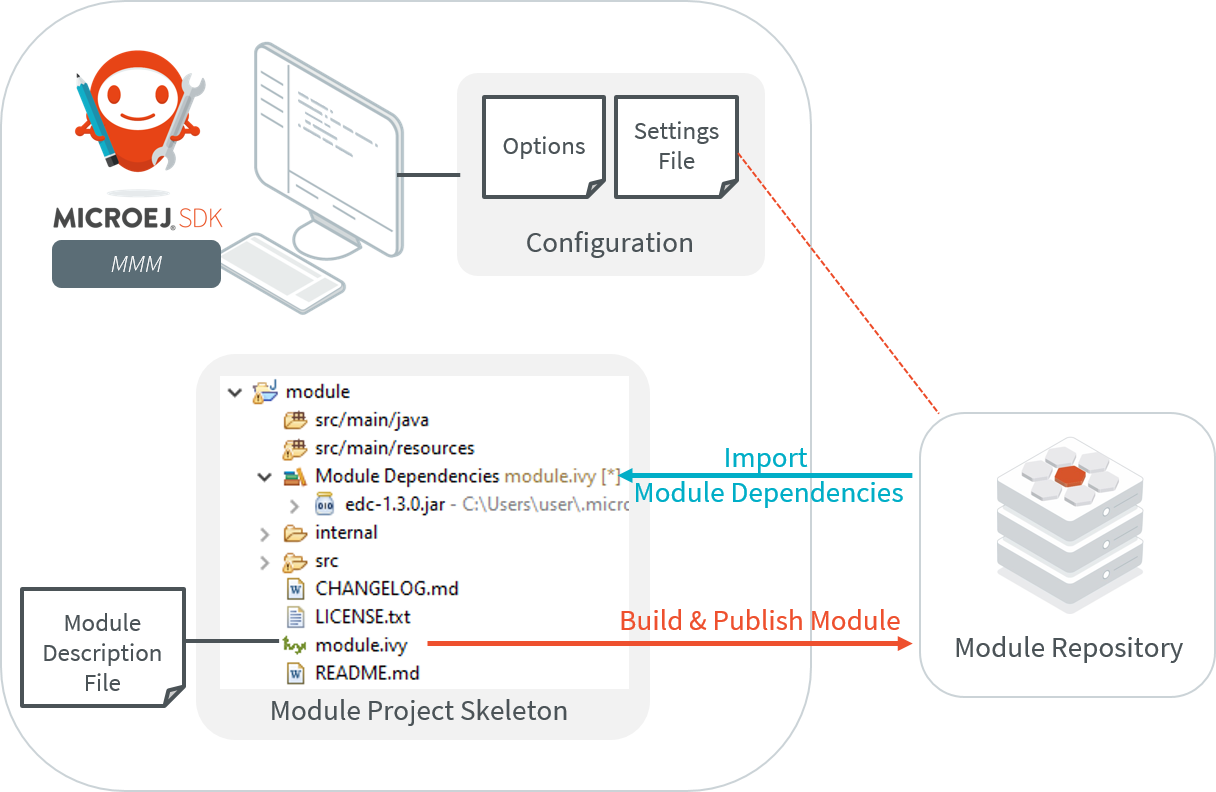 MICROEJ® SDK
MMM
Options
Settings
File
Configuration
module
src/main/java
src/main/resources
Module Dependencies module.ivy [*]
edc-1.3.0.jar - C:\Users\user\.micro
internal
src
CHANGELOG.md
LICENSE.txt
module.ivy
README.md
Module Project Skeleton
Module
Description
File
Import
Module Dependencies
Build & Publish Module
Module Repository